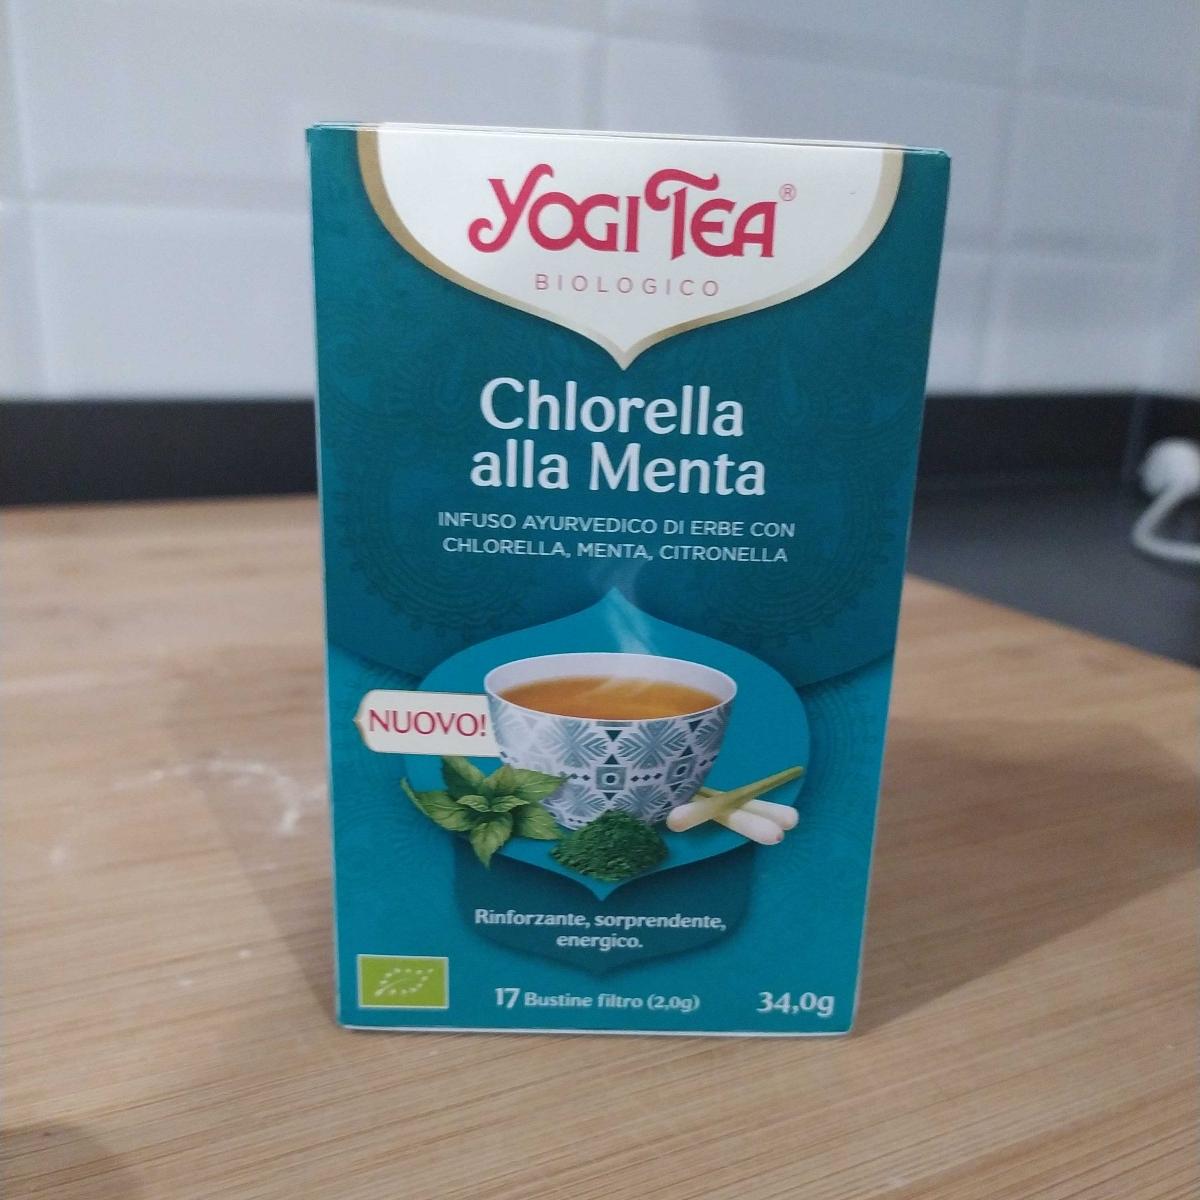 YOGI TEA®
BIOLOGICO
Chlorella
alla Menta
INFUSO AYURVEDICO DI ERBE CON
CHLORELLA, MENTA, CITRONELLA
NUOVO!
Rinforzante, sorprendente,
energico.
17 Bustine filtro (2,0g) 34,0g